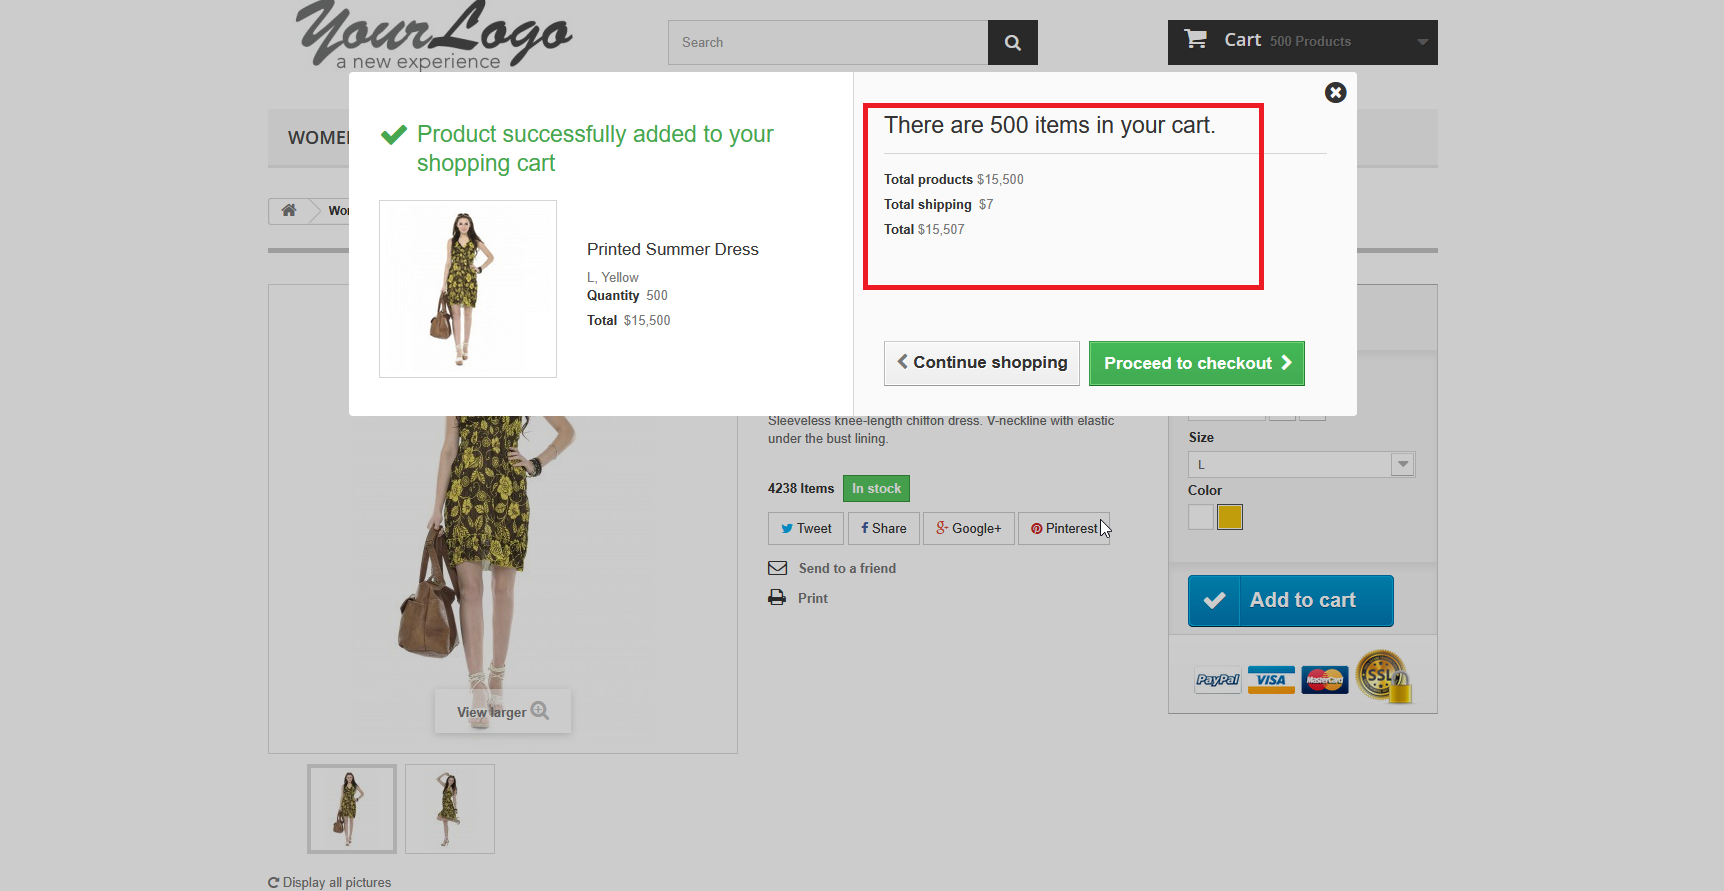 YourLogo
a new experience
Search
Cart 500 Products
WOMEN
Product successfully added to your
shopping cart
Printed Summer Dress
L, Yellow
Quantity 500
Total $15,500
There are 500 items in your cart.
Total products $15,500
Total shipping $7
Total $15,507
Continue shopping
Proceed to checkout
Sleeveless knee-length chiffon dress. V-neckline with elastic
under the bust lining.
4238 Items In stock
Tweet
Share
Google+
Pinterest
Send to a friend
Print
Size
L
Color
Add to cart
PayPal
VISA
MasterCard
SSL
View larger
Display all pictures